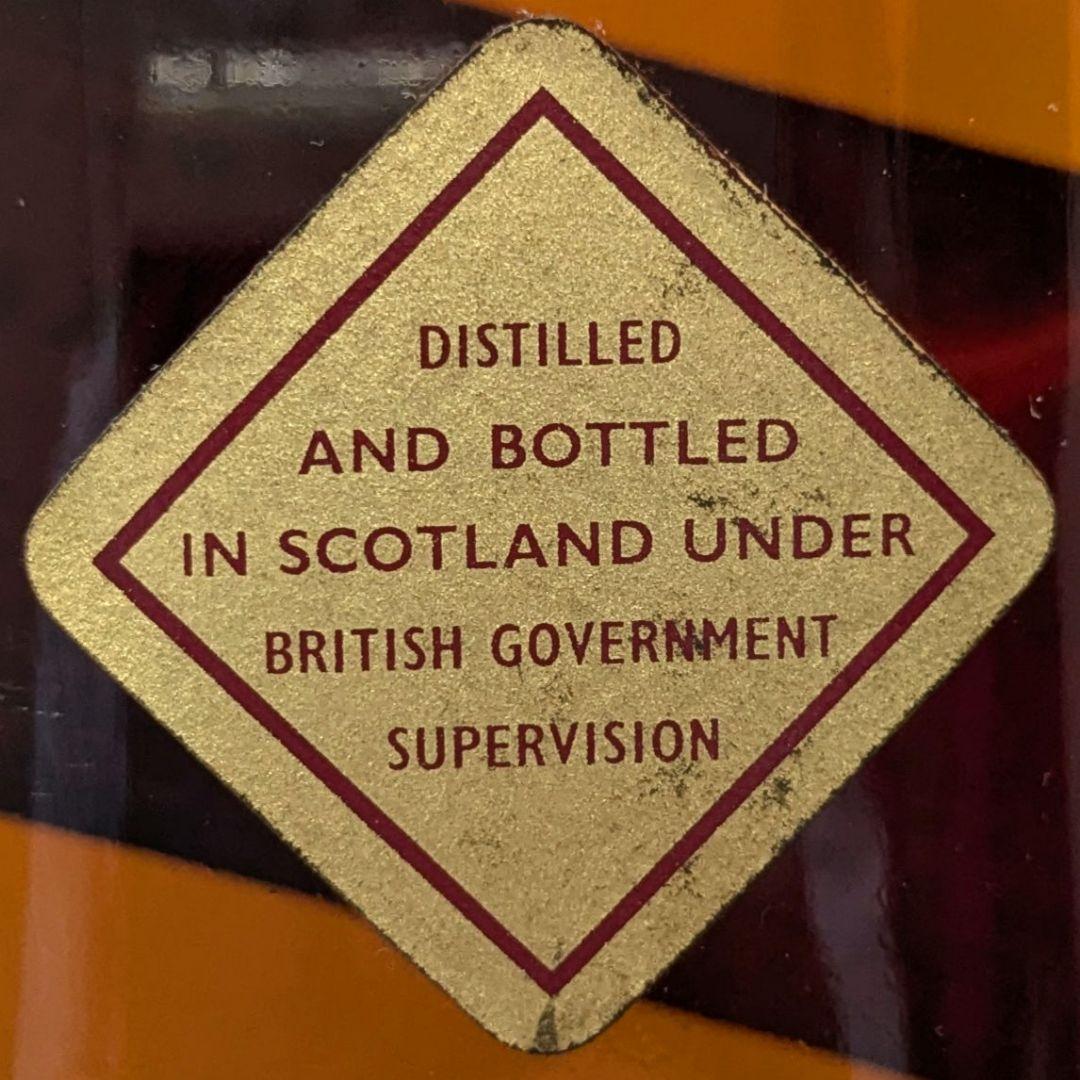 DISTILLED
AND BOTTLED
IN SCOTLAND UNDER
BRITISH GOVERNMENT
SUPERVISION